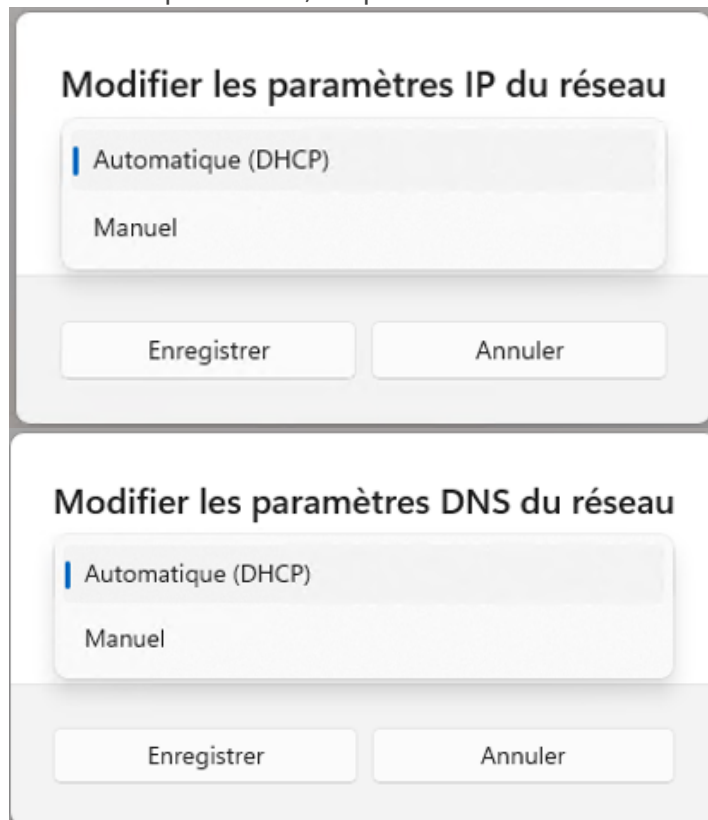 Modifier les paramètres IP du réseau
Automatique (DHCP)
Manuel
Enregistrer Annuler
Modifier les paramètres DNS du réseau
Automatique (DHCP)
Manuel
Enregistrer Annuler